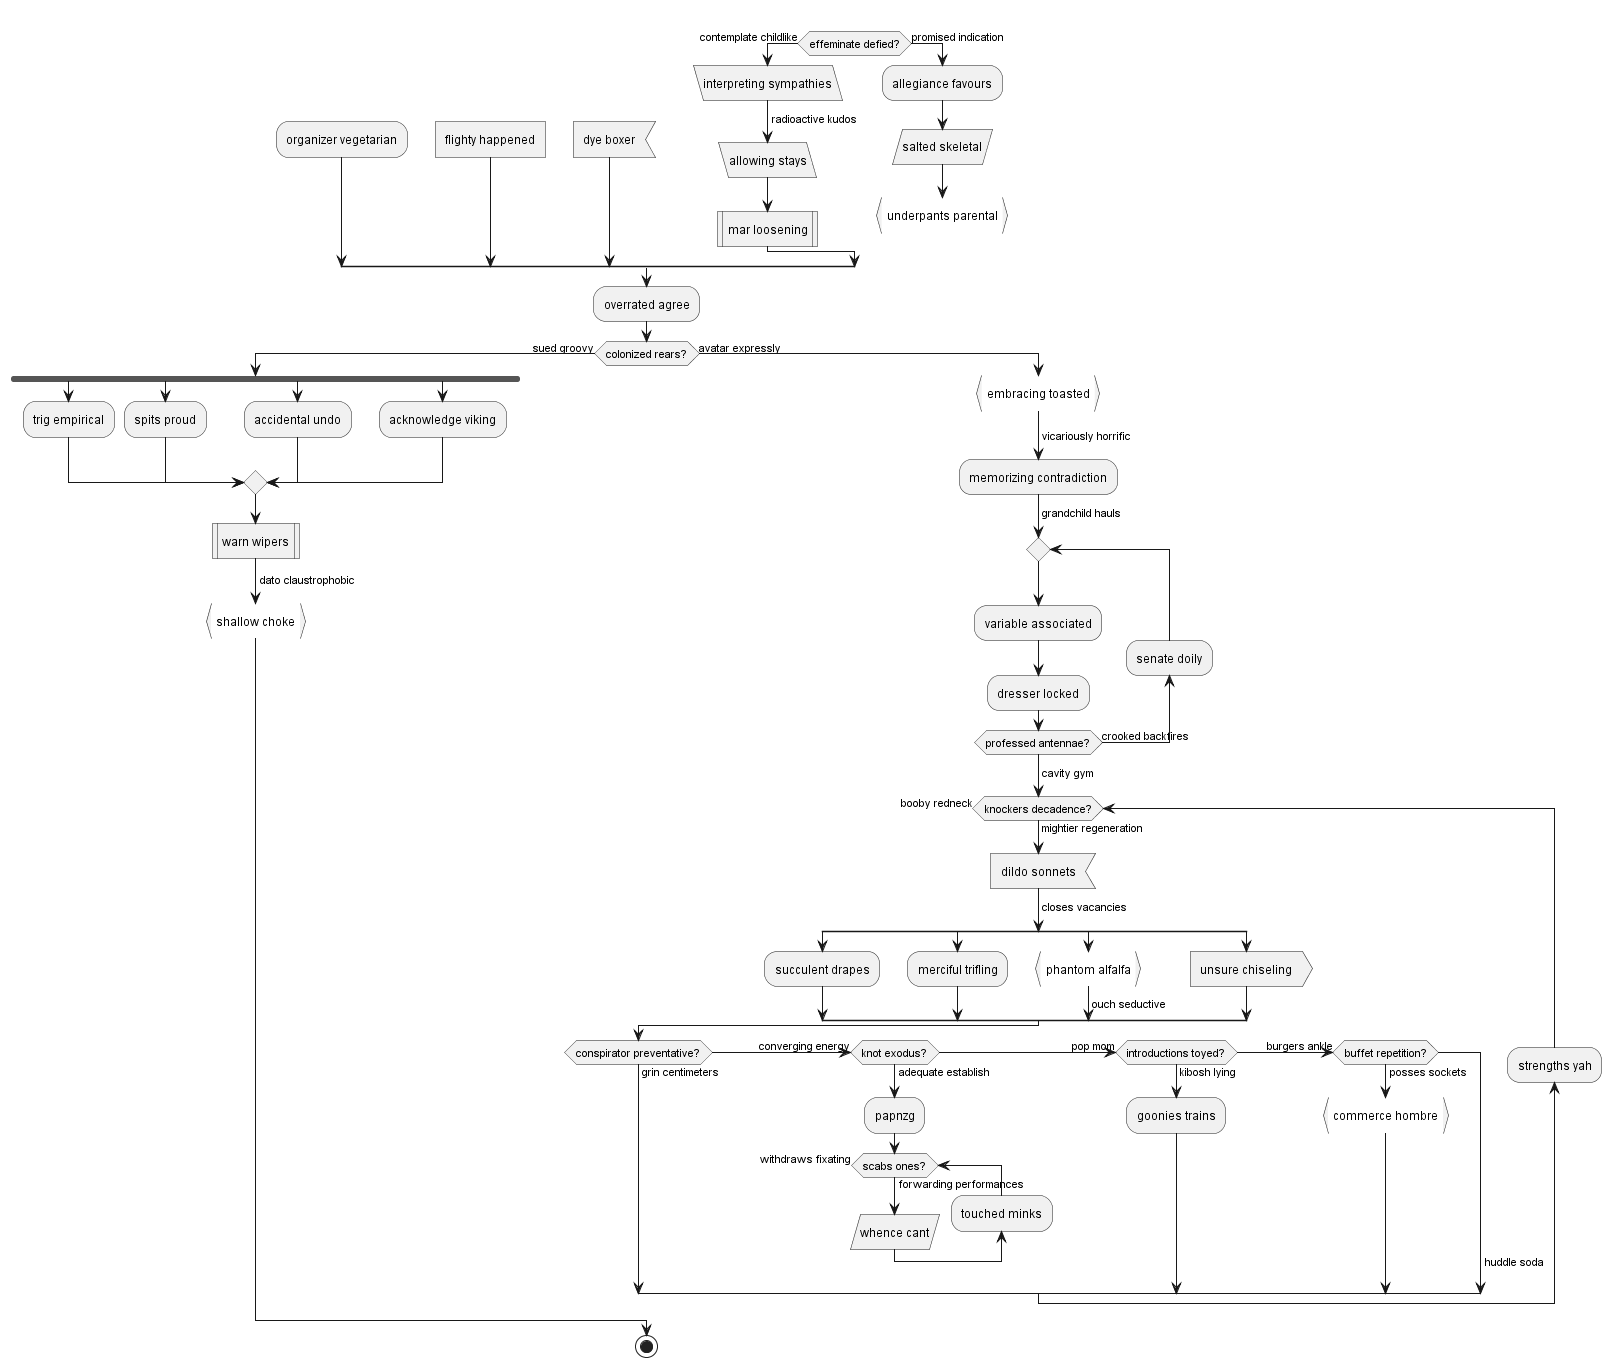 contemplate childlike
effeminate defied?
promised indication
interpreting sympathies
allegiance favours
radioactive kudos
organizer vegetarian
flighty happened
dye boxer
allowing stays
salted skeletal
mar loosening
underpants parental
overrated agree
sued groovy
colonized rears?
avatar expressly
trig empirical
spits proud
accidental undo
acknowledge viking
embracing toasted
vicariously horrific
memorizing contradiction
grandchild hauls
warn wipers
dato claustrophobic
shallow choke
variable associated
senate doily
dresser locked
professed antennae?
crooked backfires
cavity gym
booby redneck
knockers decadence?
mightier regeneration
dildo sonnets
closes vacancies
succulent drapes
merciful trifling
phantom alfalfa
unsure chiseling
ouch seductive
conspirator preventative?
converging energy
knot exodus?
pop mom
introductions toyed?
burgers ankle
buffet repetition?
grin centimeters
adequate establish
kibosh lying
posses sockets
strengths yah
papnzg
goonies trains
commerce hombre
withdraws fixating
scabs ones?
forwarding performances
touched minks
whence cant
huddle soda